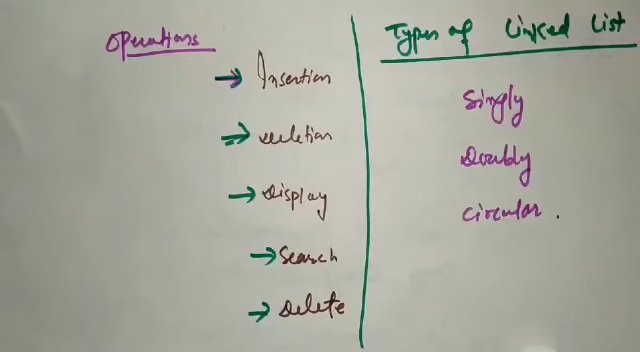 Operations
→ Insertion
→ deletion
→ Display
→ Search
→ Delete
Types of Linked List
Singly
Doubly
Circular.